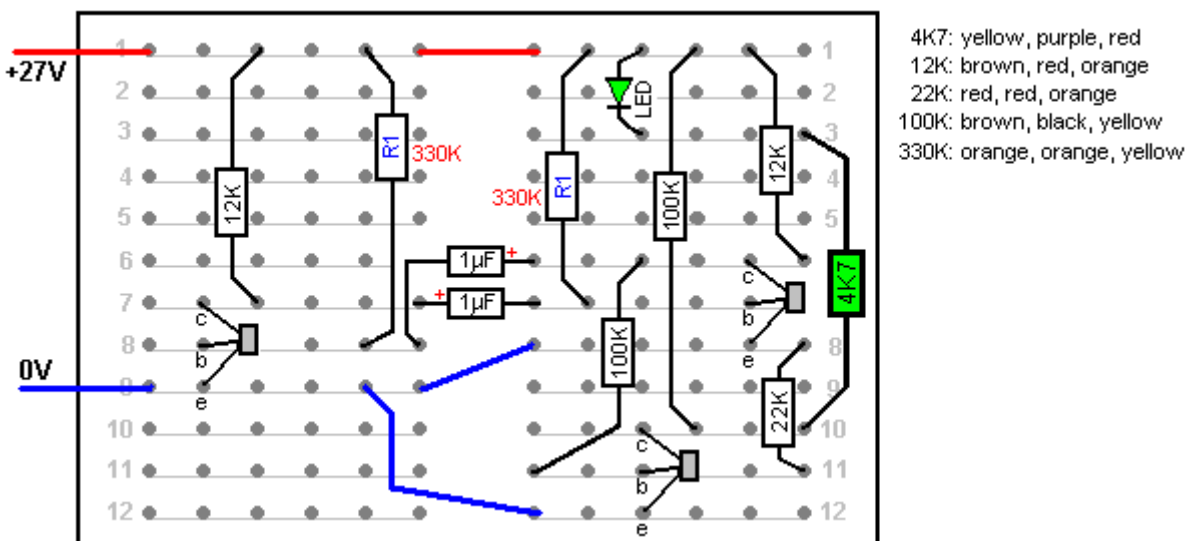 1 1
+27V
2 LED 2
3 R1 330K 3
4 330K R1 12K 4
5 12K 100K 5
6 1µF + c 6
7 + 1µF b 4K7
c
8 100K e 8
b
0V
9 e 22K 9
10 c 10
11 b 11
12 e 12
4K7: yellow, purple, red
12K: brown, red, orange
22K: red, red, orange
100K: brown, black, yellow
330K: orange, orange, yellow